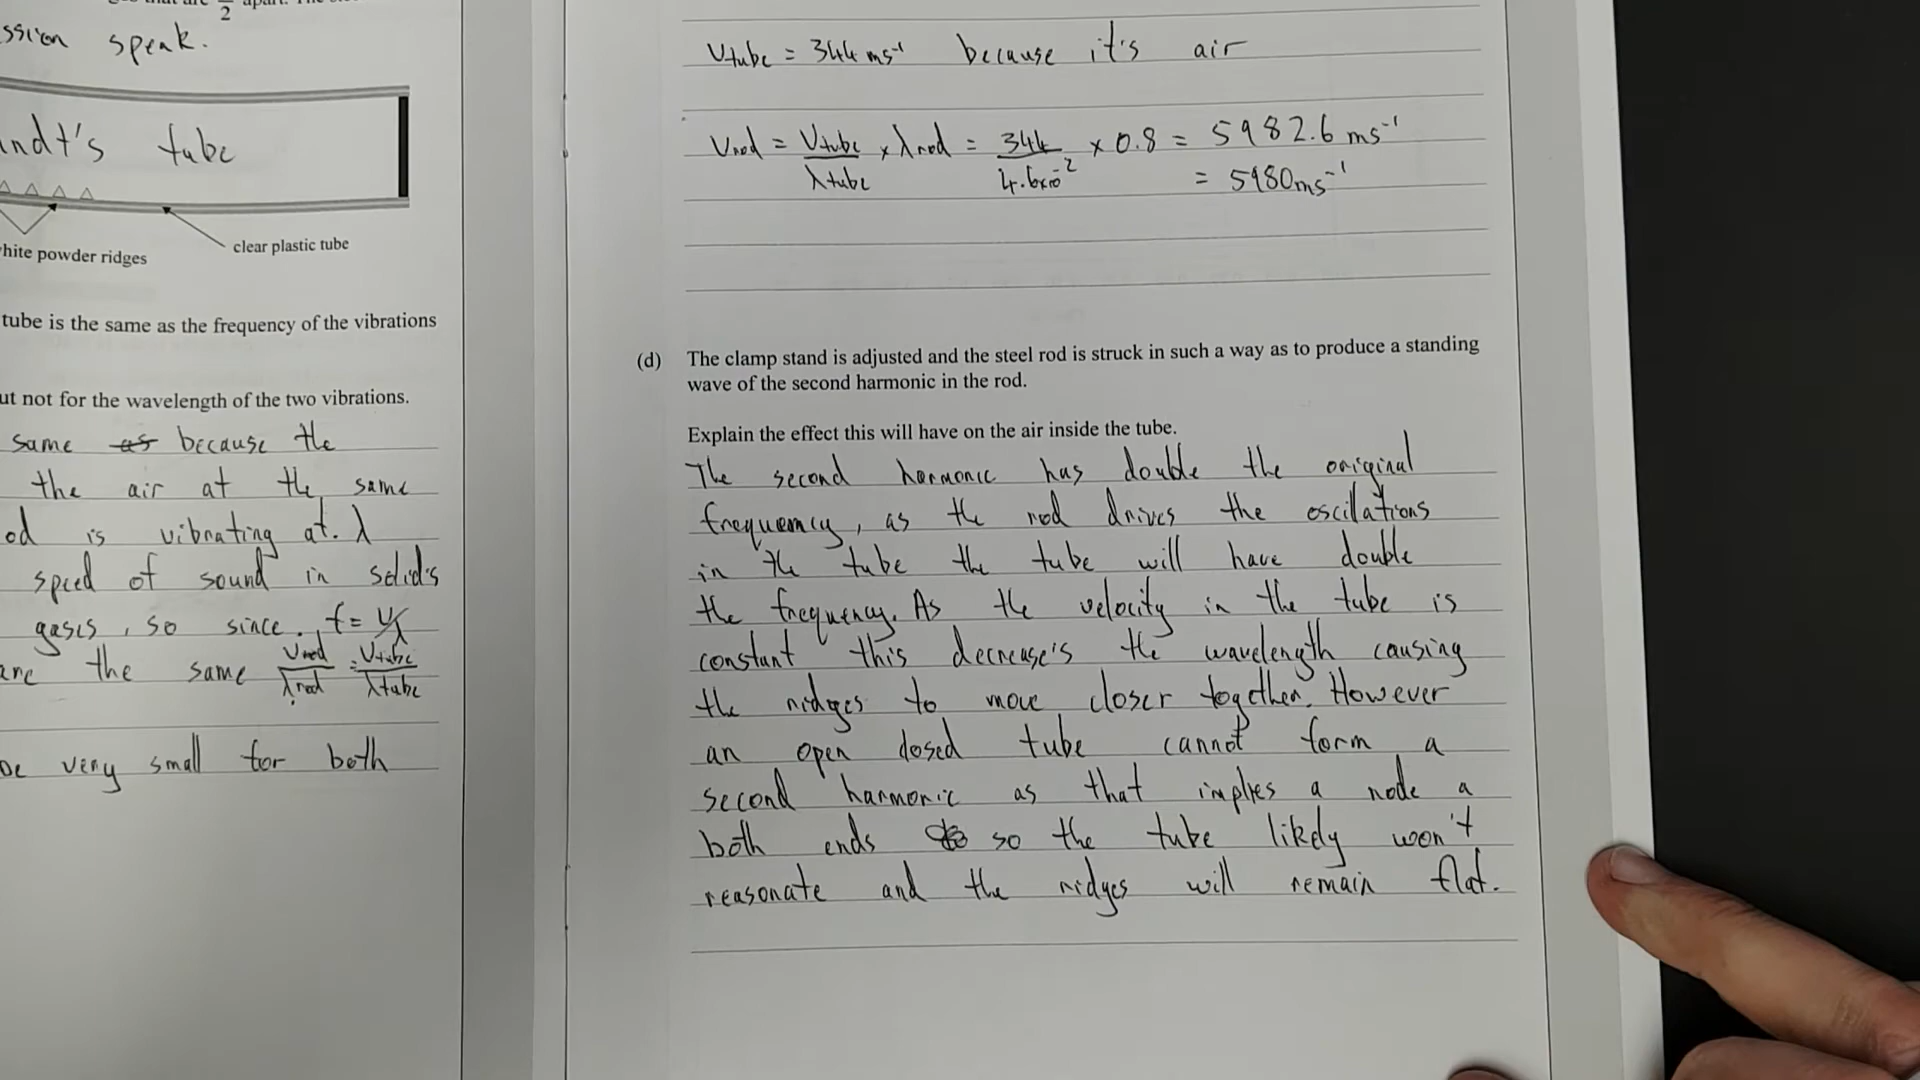 apart.
2
ssion speak.
ndt's tube
white powder ridges
clear plastic tube
tube is the same as the frequency of the vibrations
ut not for the wavelength of the two vibrations.
same as because the
the air at the same
od is vibrating at. λ
speed of sound in solid's
gases, so since f = v/λ
are the same Vrod/λrod = Vtube/λtube
be very small for both
Vtube = 344 ms⁻¹ because it's air
Vrod = Vtube/λtube × λrod = 344/4.6×10⁻² × 0.8 = 5982.6 ms⁻¹
= 5980 ms⁻¹
(d) The clamp stand is adjusted and the steel rod is struck in such a way as to produce a standing
wave of the second harmonic in the rod.
Explain the effect this will have on the air inside the tube.
The second harmonic has double the original
frequency, as the rod drives the oscilations
in the tube the tube will have double
the frequency. As the velocity in the tube is
constant this decrease's the wavelength causing
the ridges to move closer together. However
an open closed tube cannot form a
second harmonic as that implies a node a
both ends so the tube likely won't
reasonate and the ridges will remain flat.